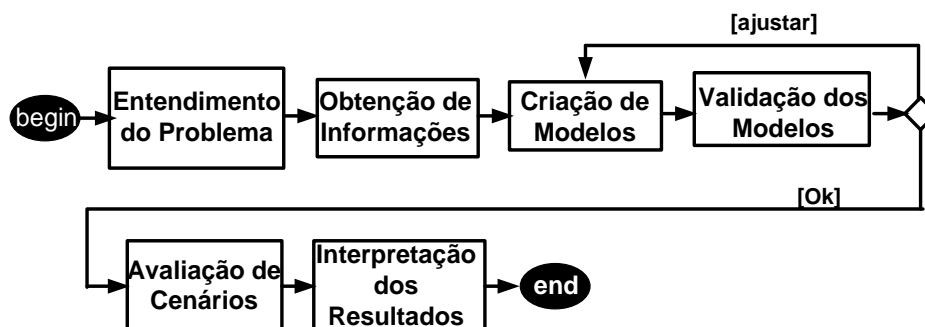 [ajustar]
begin
Entendimento
do Problema
Obtenção de
Informações
Criação de
Modelos
Validação dos
Modelos
[Ok]
Avaliação de
Cenários
Interpretação
dos
Resultados
end